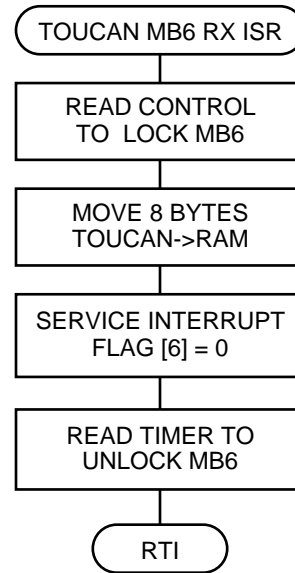 TOUCAN MB6 RX ISR
READ CONTROL
TO LOCK MB6
MOVE 8 BYTES
TOUCAN->RAM
SERVICE INTERRUPT
FLAG [6] = 0
READ TIMER TO
UNLOCK MB6
RTI